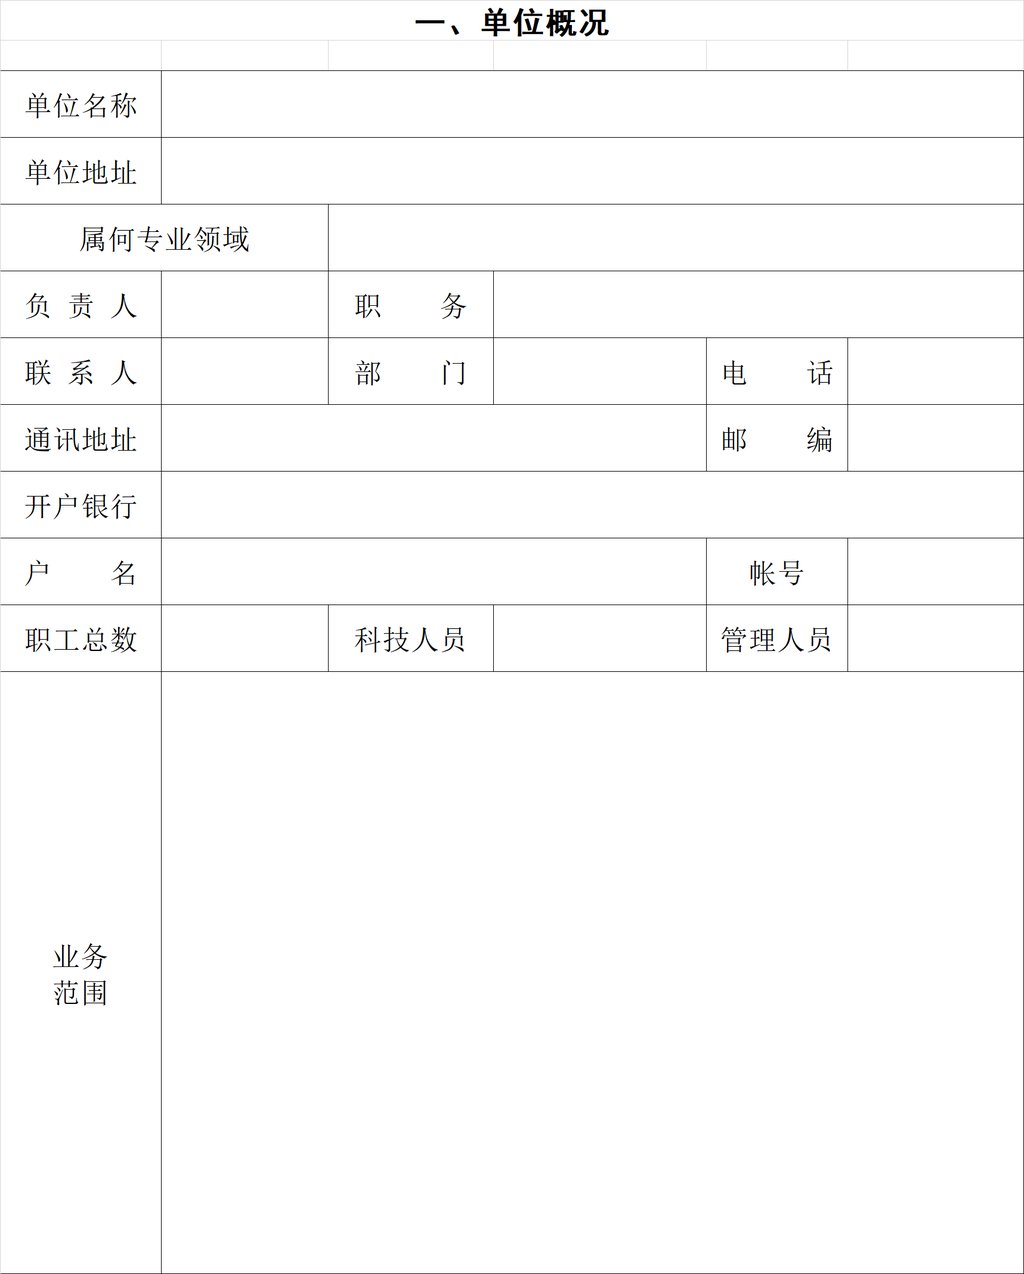 一、单位概况
单位名称
单位地址
属何专业领域
负 责 人 职 务
联 系 人 部 门 电 话
通讯地址 邮 编
开户银行
户 名 帐号
职工总数 科技人员 管理人员
业务
范围